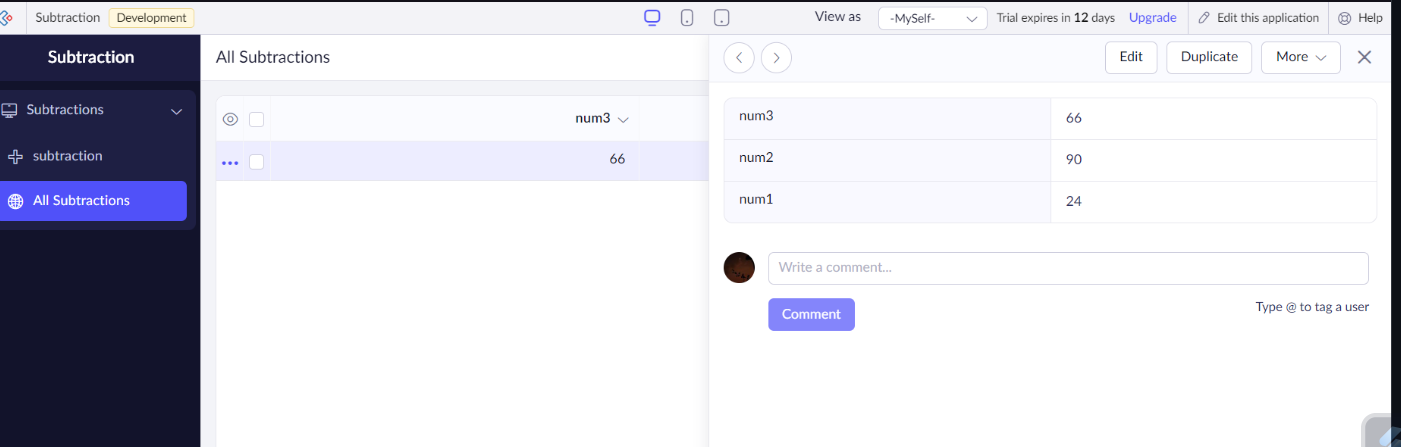 Subtraction Development View as -MySelf- Trial expires in 12 days Upgrade Edit this application Help
Subtraction
All Subtractions
Edit Duplicate More
Subtractions
subtraction
All Subtractions
num3
66
num3 66
num2 90
num1 24
Write a comment...
Comment
Type @ to tag a user